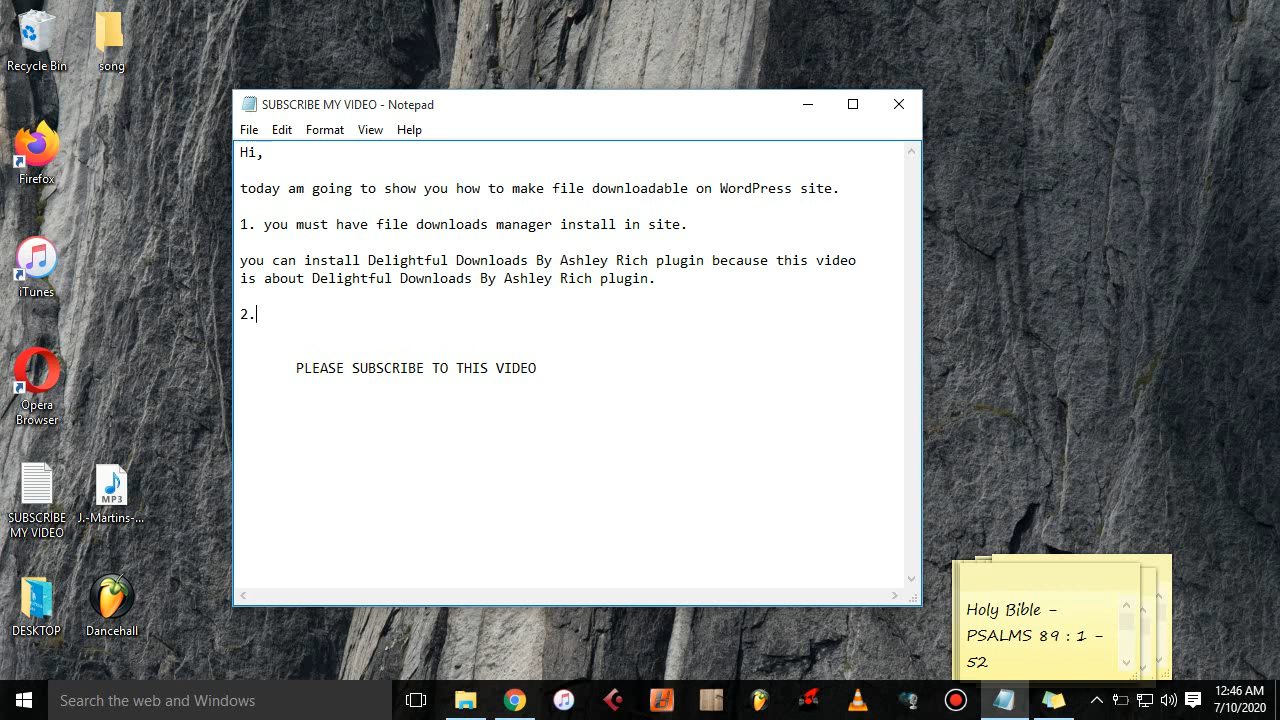 Recycle Bin
song
Firefox
iTunes
Opera
Browser
SUBSCRIBE
MY VIDEO
MP3
J.-Martins-...
DESKTOP
Dancehall
SUBSCRIBE MY VIDEO - Notepad
File Edit Format View Help
Hi,
today am going to show you how to make file downloadable on WordPress site.
1. you must have file downloads manager install in site.
you can install Delightful Downloads By Ashley Rich plugin because this video
is about Delightful Downloads By Ashley Rich plugin.
2.
PLEASE SUBSCRIBE TO THIS VIDEO
Holy Bible -
PSALMS 89 : 1 -
52
Search the web and Windows
12:46 AM
7/10/2020